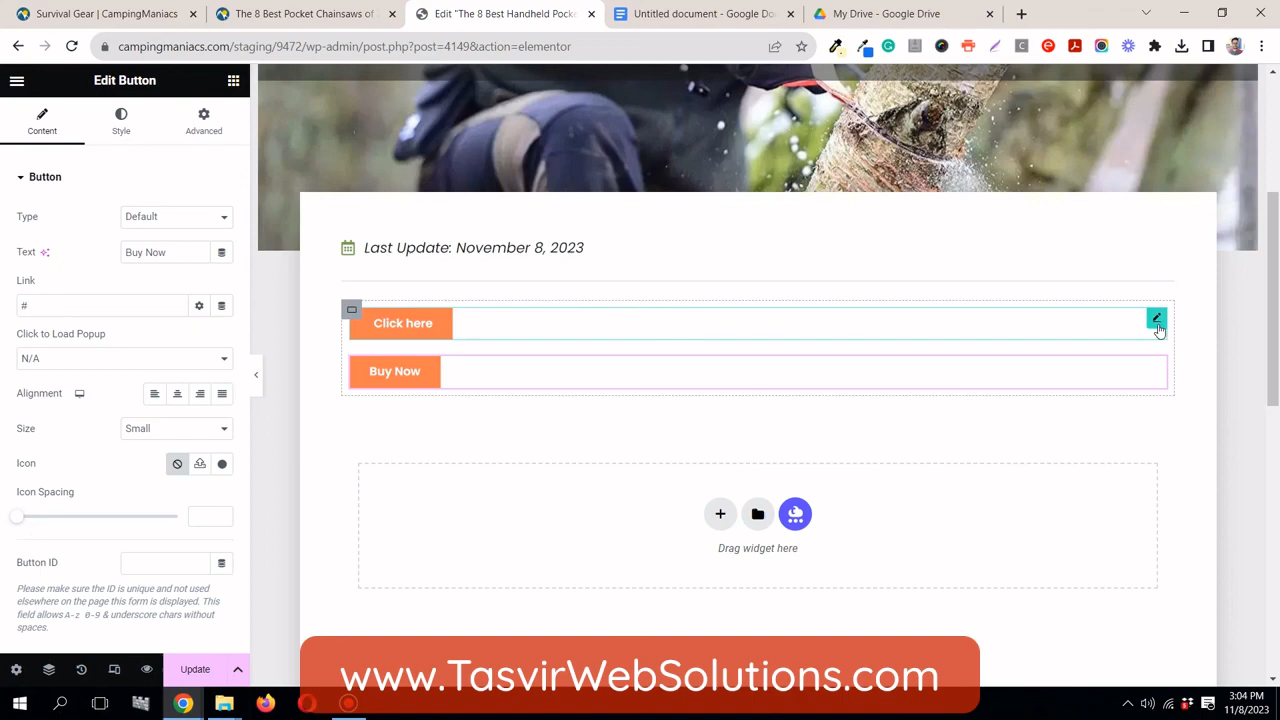 Survival Gear (
The 8 Best Pocket Chainsaws of
Edit "The 8 Best Handheld Pocke
Untitled document - Google Doc
My Drive - Google Drive
campingmaniacs.com/staging/9472/wp-admin/post.php?post=4149&action=elementor
Edit Button
Content
Style
Advanced
Button
Type
Default
Text
Buy Now
Link
#
Click to Load Popup
N/A
Alignment
Size
Small
Icon
Icon Spacing
Button ID
Please make sure the ID is unique and not used
elsewhere on the page this form is displayed. This
field allows A-z 0-9 & underscore chars without
spaces.
Update
Last Update: November 8, 2023
Click here
Buy Now
Drag widget here
www.TasvirWebSolutions.com
3:04 PM
11/8/2023